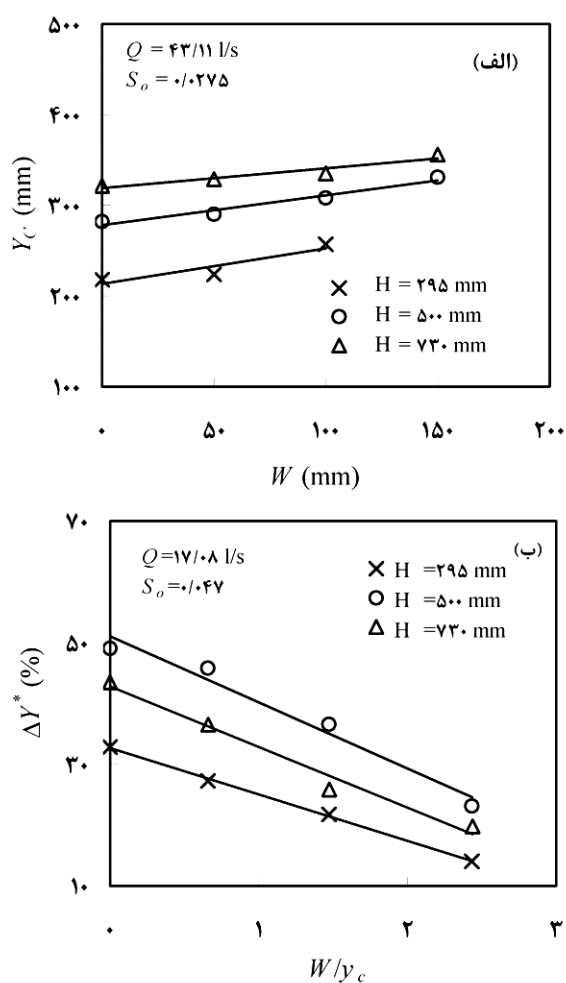 ۵۰۰
Q = ۴۳/۱۱ l/s
(الف)
S₀ = ۰/۰۲۷۵
۴۰۰
Y_C (mm)
۳۰۰
H = ۲۹۵ mm
۲۰۰
H = ۵۰۰ mm
H = ۷۳۰ mm
۱۰۰
۰ ۵۰ ۱۰۰ ۱۵۰ ۲۰۰
W (mm)
۷۰
Q =۱۷/۰۸ l/s
(ب)
S₀ =۰/۰۴۷
H =۲۹۵ mm
H =۵۰۰ mm
H =۷۳۰ mm
۵۰
ΔY* (%)
۳۰
۱۰
۰ ۱ ۲ ۳
W/y_c